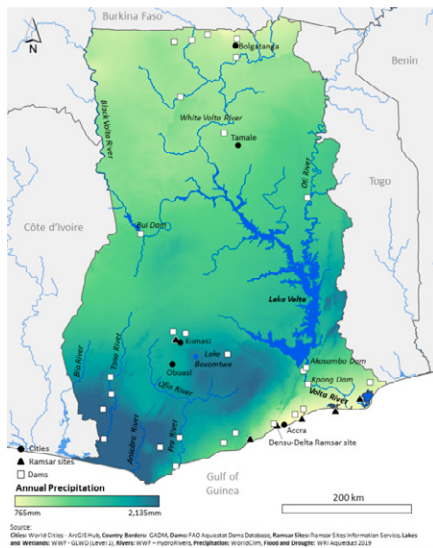 Burkina Faso
N
Bolgatanga
Benin
Black Volta River
White Volta River
Tamale
Oti River
Togo
Côte d'Ivoire
Bui Dam
Lake Volta
Kumasi
Lake
Bosomtwe
Obuasi
Bia River
Tano River
Ofin River
Akosombo Dam
Kpong Dam
Volta River
Ankobra River
Pra River
Accra
Densu-Delta Ramsar site
Cities
Ramsar sites
Dams
Gulf of
Guinea
Annual Precipitation
765mm
2,135mm
200 km
Source:
Cities: World Cities - ArcGIS Hub, Country Borders: GADM, Dams: FAO Aquastat Dams Database, Ramsar Sites: Ramsar Sites Information Service, Lakes
and Wetlands: WWF - GLWD (Level 1), Rivers: WWF – HydroRivers, Precipitation: WorldClim, Flood and Drought: WRI Aqueduct 2019